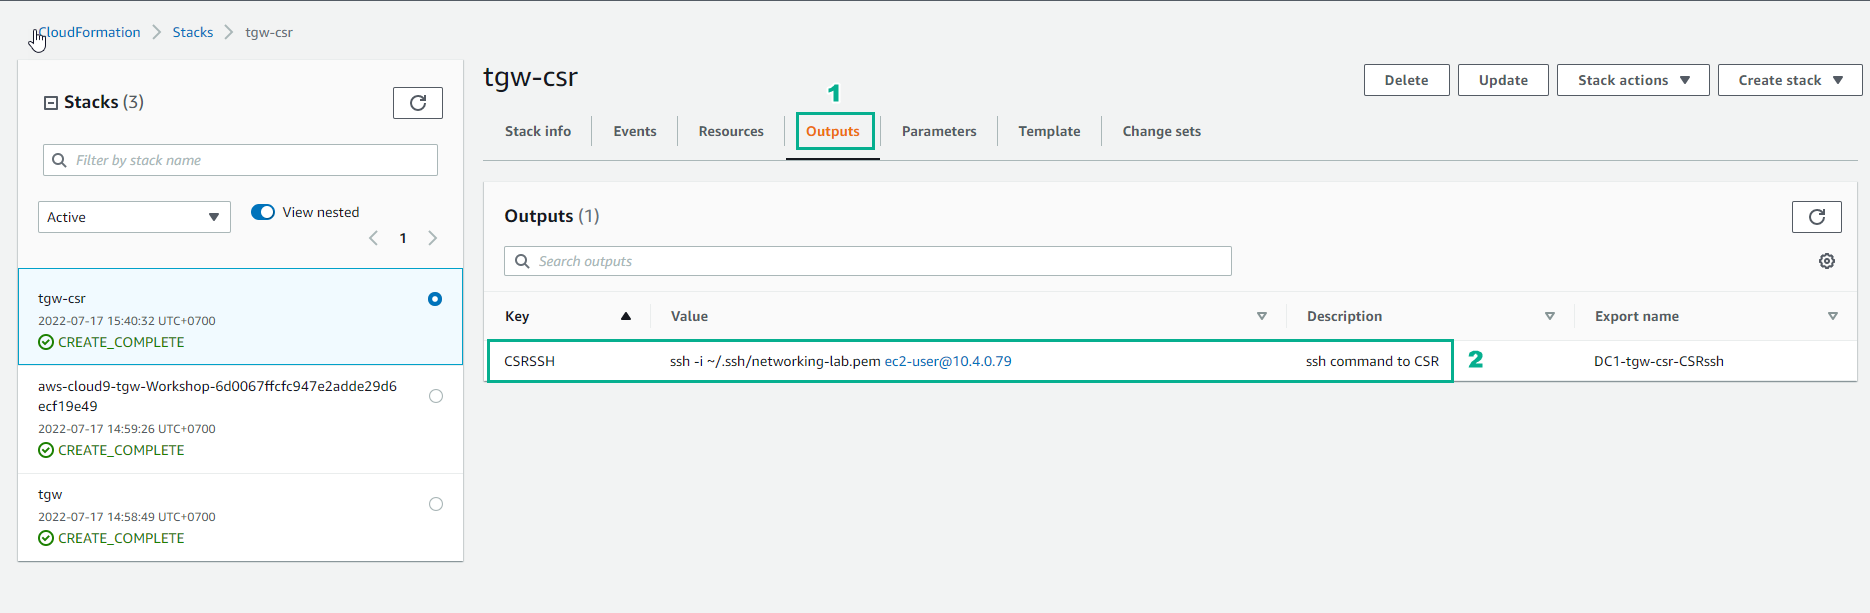 CloudFormation > Stacks > tgw-csr
Stacks (3)
Filter by stack name
Active
View nested
1
tgw-csr
2022-07-17 15:40:32 UTC+0700
CREATE_COMPLETE
aws-cloud9-tgw-Workshop-6d0067ffcfc947e2adde29d6
ecf19e49
2022-07-17 14:59:26 UTC+0700
CREATE_COMPLETE
tgw
2022-07-17 14:58:49 UTC+0700
CREATE_COMPLETE
tgw-csr
Delete Update Stack actions Create stack
1
Stack info Events Resources Outputs Parameters Template Change sets
Outputs (1)
Search outputs
Key Value Description Export name
CSRSSH ssh -i ~/.ssh/networking-lab.pem ec2-user@10.4.0.79 ssh command to CSR 2 DC1-tgw-csr-CSRssh